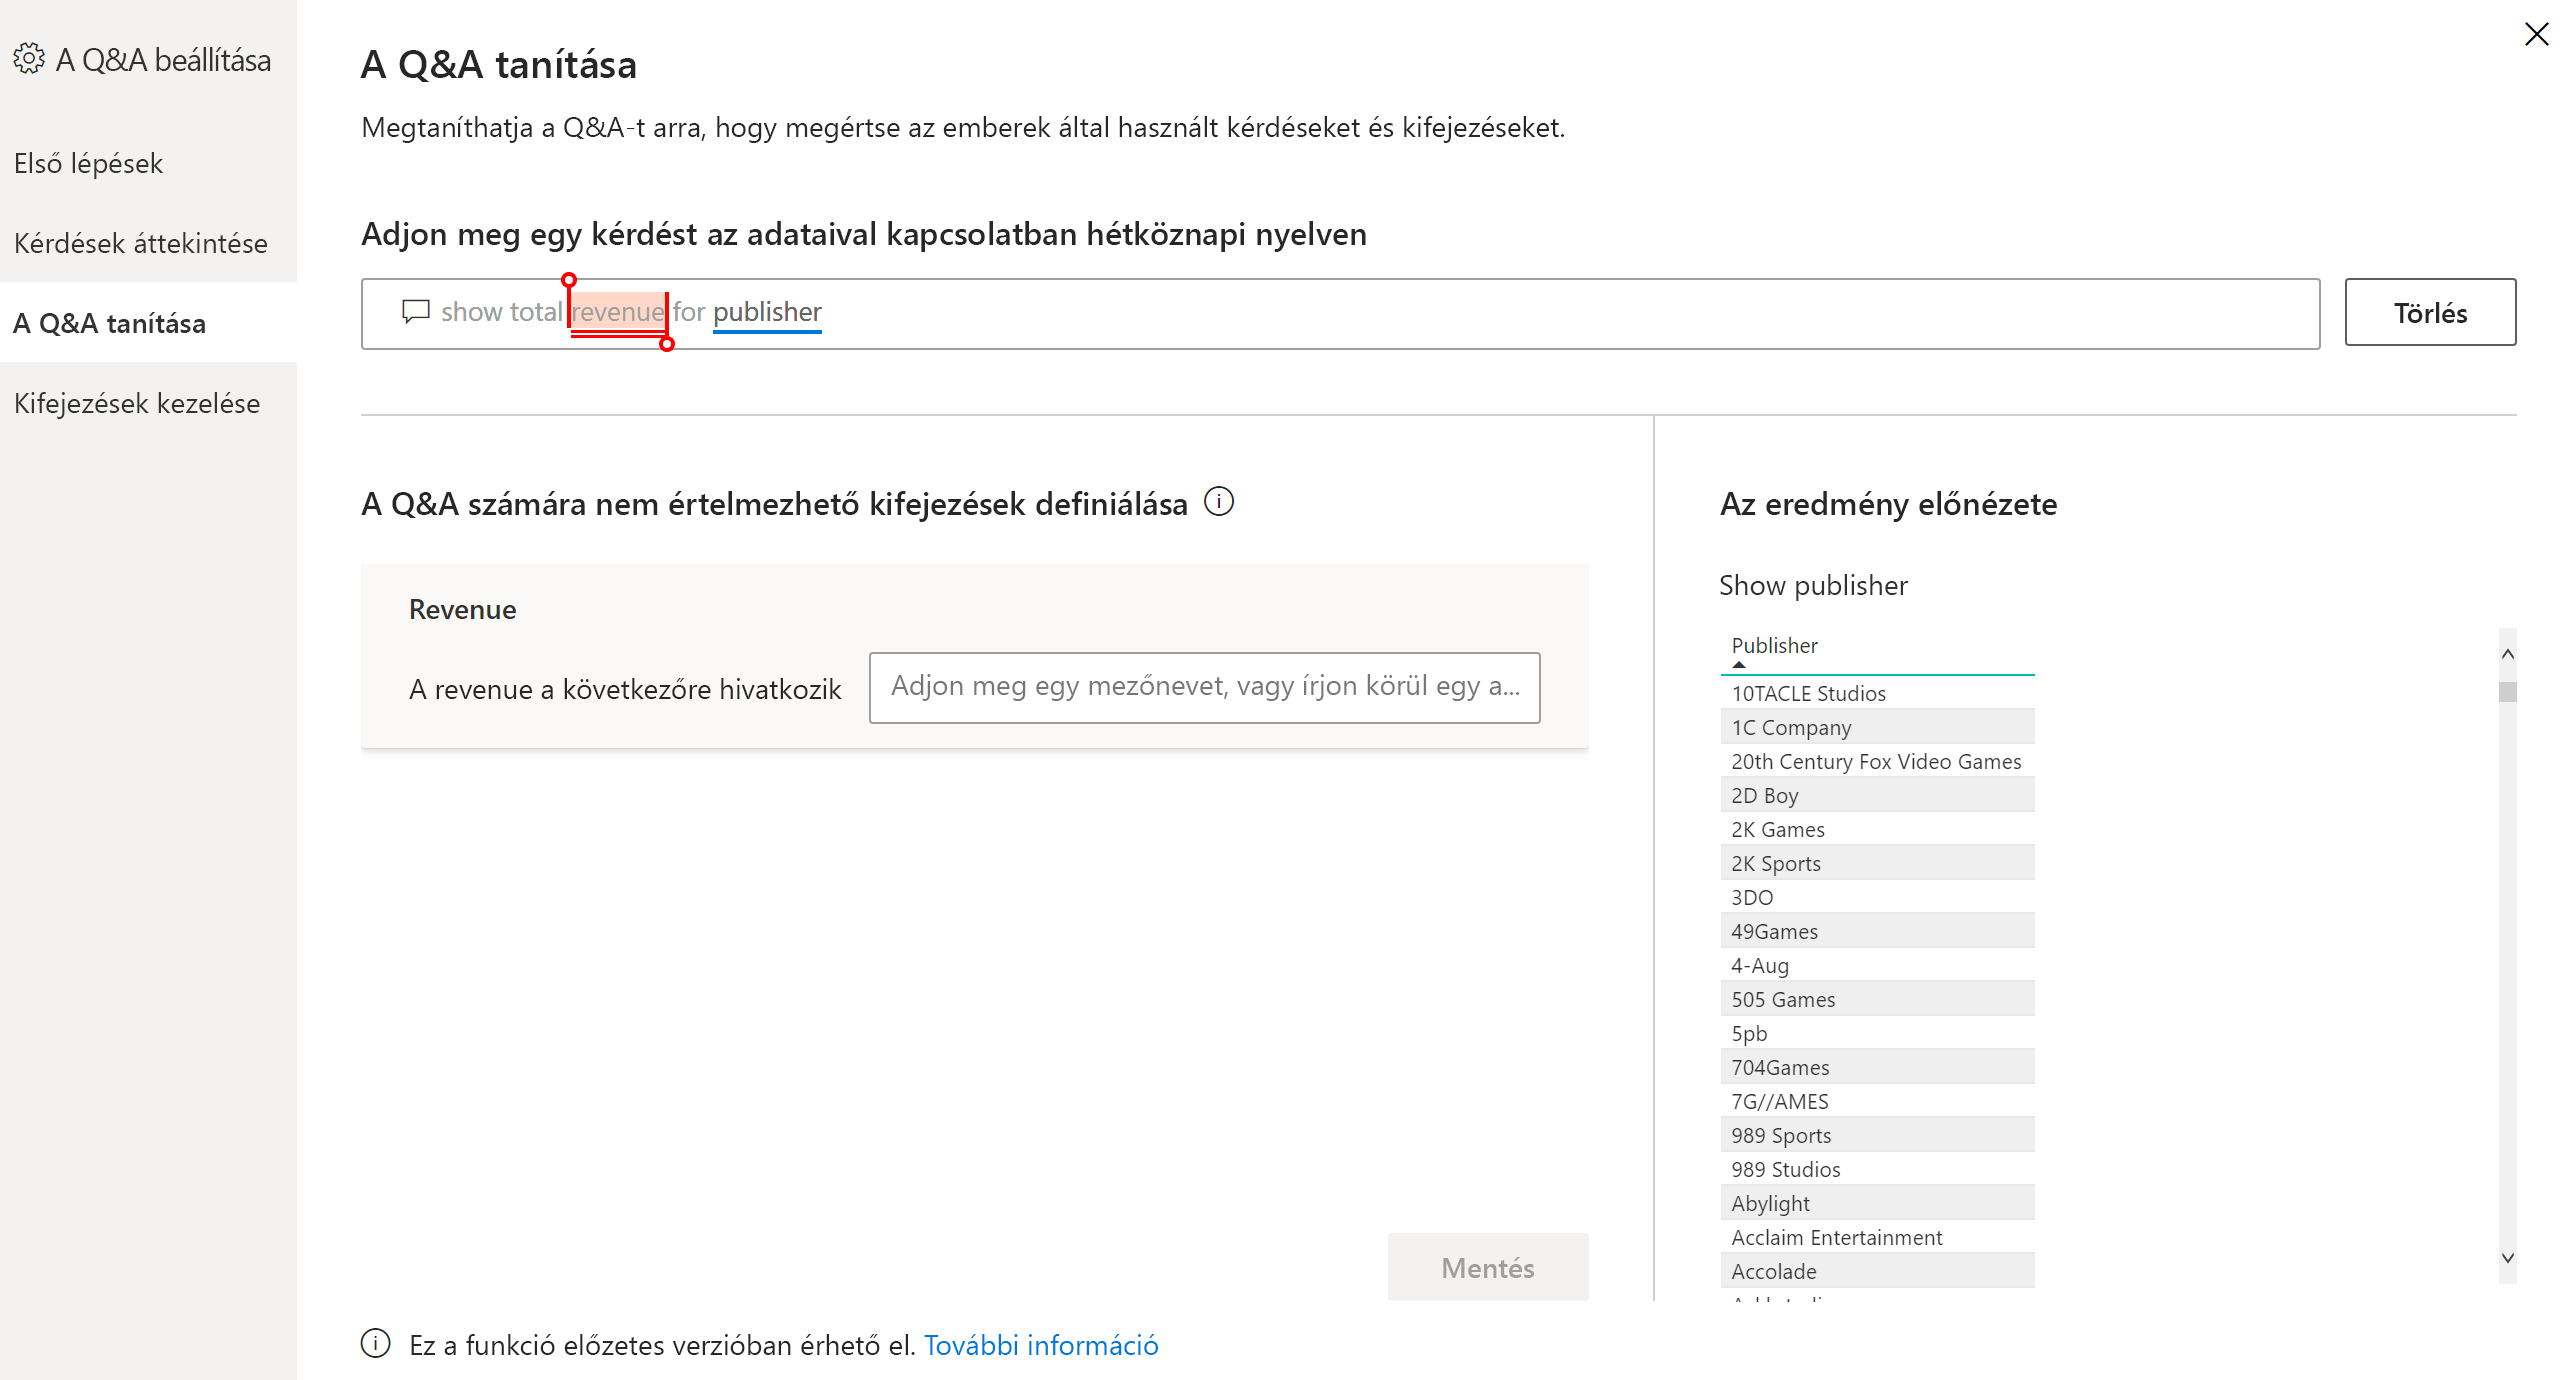 A Q&A beállítása
Első lépések
Kérdések áttekintése
A Q&A tanítása
Kifejezések kezelése
A Q&A tanítása
Megtaníthatja a Q&A-t arra, hogy megértse az emberek által használt kérdéseket és kifejezéseket.
Adjon meg egy kérdést az adataival kapcsolatban hétköznapi nyelven
show total revenue for publisher
Törlés
A Q&A számára nem értelmezhető kifejezések definiálása
Revenue
A revenue a következőre hivatkozik
Adjon meg egy mezőnevet, vagy írjon körül egy a...
Mentés
Ez a funkció előzetes verzióban érhető el. További információ
Az eredmény előnézete
Show publisher
Publisher
10TACLE Studios
1C Company
20th Century Fox Video Games
2D Boy
2K Games
2K Sports
3DO
49Games
4-Aug
505 Games
5pb
704Games
7G//AMES
989 Sports
989 Studios
Abylight
Acclaim Entertainment
Accolade